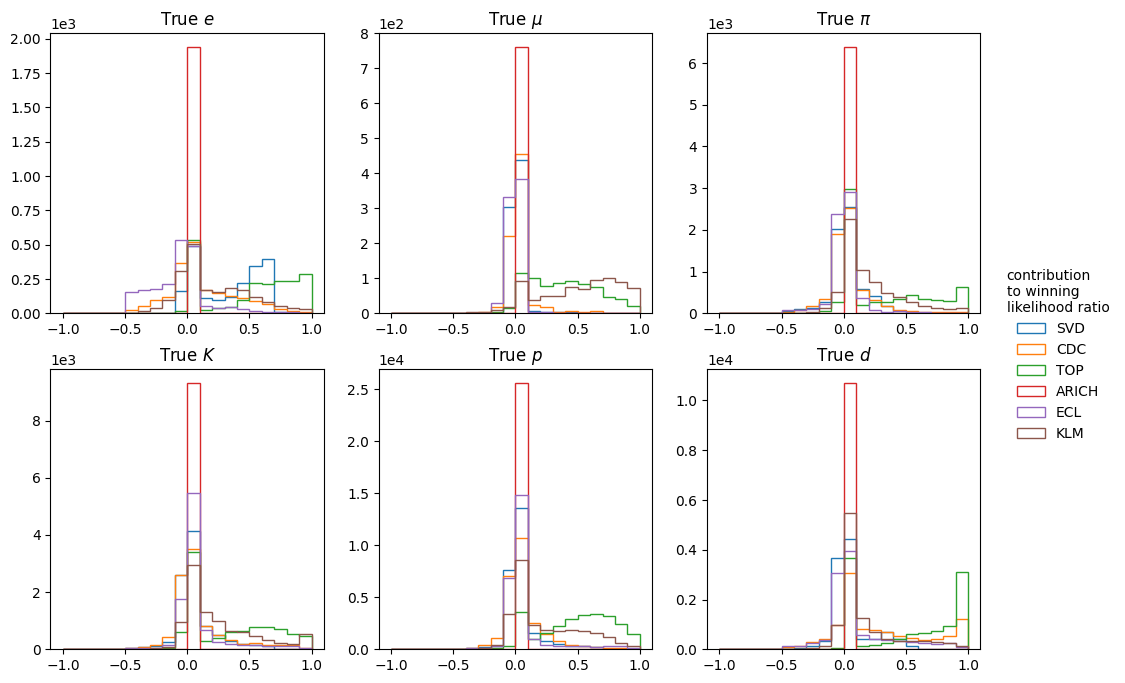 True e
1e3
2.00
1.75
1.50
1.25
1.00
0.75
0.50
0.25
0.00
−1.0 −0.5 0.0 0.5 1.0
True μ
1e2
8
7
6
5
4
3
2
1
0
−1.0 −0.5 0.0 0.5 1.0
True π
1e3
6
5
4
3
2
1
0
−1.0 −0.5 0.0 0.5 1.0
True K
1e3
8
6
4
2
0
−1.0 −0.5 0.0 0.5 1.0
True p
1e4
2.5
2.0
1.5
1.0
0.5
0.0
−1.0 −0.5 0.0 0.5 1.0
True d
1e4
1.0
0.8
0.6
0.4
0.2
0.0
−1.0 −0.5 0.0 0.5 1.0
contribution
to winning
likelihood ratio
SVD
CDC
TOP
ARICH
ECL
KLM